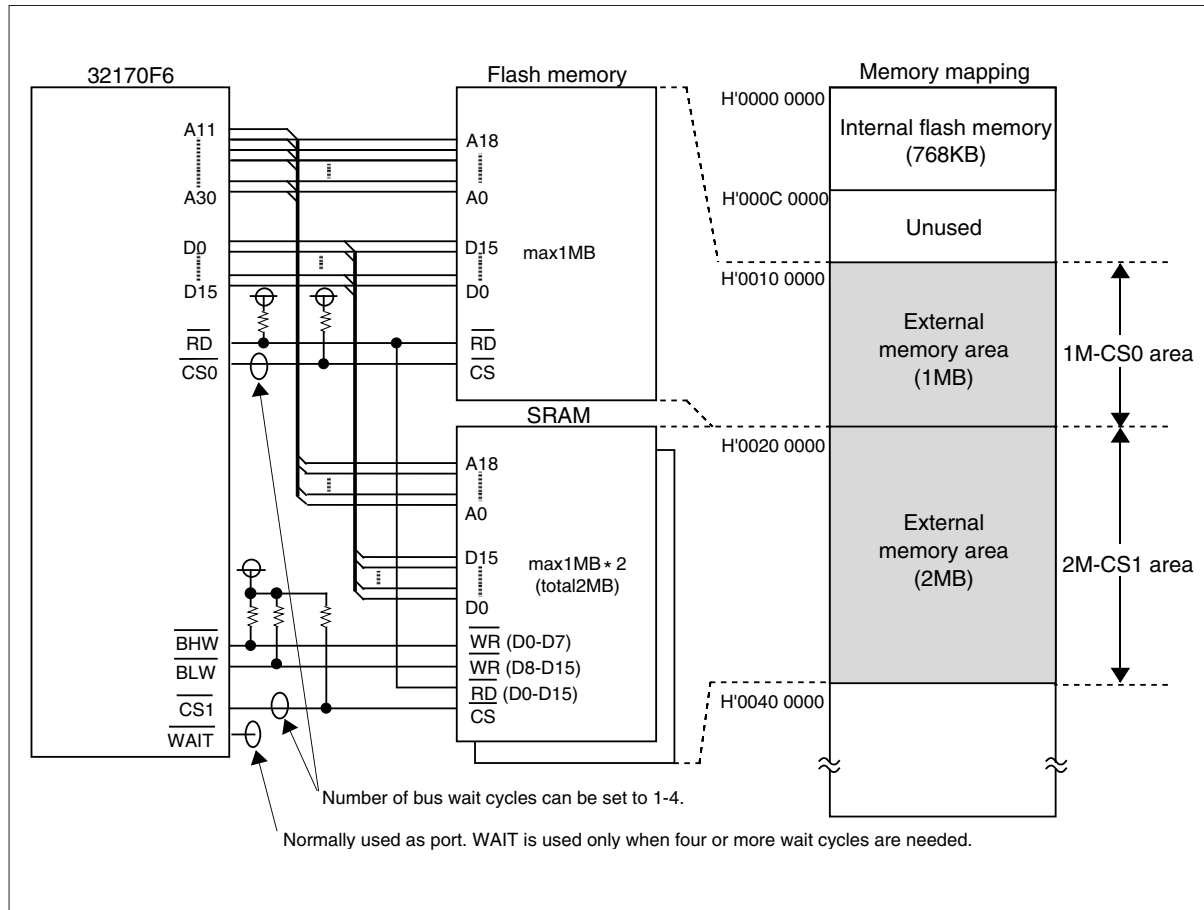 32170F6
A11
A30
D0
D15
RD
CS0
BHW
BLW
CS1
WAIT
Flash memory
A18
A0
D15
max1MB
D0
RD
CS
SRAM
A18
A0
D15
max1MB * 2
(total2MB)
D0
WR (D0-D7)
WR (D8-D15)
RD (D0-D15)
CS
Number of bus wait cycles can be set to 1-4.
Normally used as port. WAIT is used only when four or more wait cycles are needed.
Memory mapping
H'0000 0000
Internal flash memory
(768KB)
H'000C 0000
Unused
H'0010 0000
External
memory area
(1MB)
1M-CS0 area
H'0020 0000
External
memory area
(2MB)
2M-CS1 area
H'0040 0000